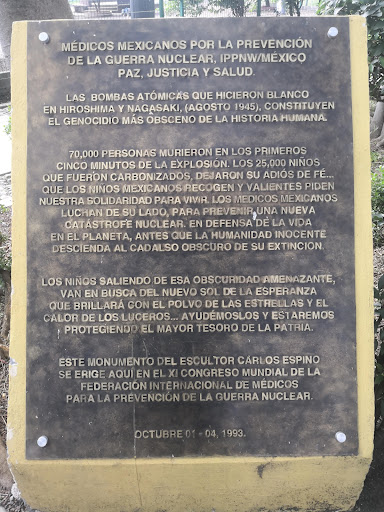 MÉDICOS MEXICANOS POR LA PREVENCIÓN
DE LA GUERRA NUCLEAR, IPPNW/MÉXICO
PAZ, JUSTICIA Y SALUD.
LAS BOMBAS ATÓMICAS QUE HICIERON BLANCO
EN HIROSHIMA Y NAGASAKI, (AGOSTO 1945), CONSTITUYEN
EL GENOCIDIO MÁS OBSCENO DE LA HISTORIA HUMANA.
70,000 PERSONAS MURIERON EN LOS PRIMEROS
CINCO MINUTOS DE LA EXPLOSIÓN. LOS 25,000 NIÑOS
QUE FUERÓN CARBONIZADOS, DEJARON SU ADIÓS DE FÉ...
QUE LOS NIÑOS MEXICANOS RECOGEN Y VALIENTES PIDEN
NUESTRA SOLIDARIDAD PARA VIVIR. LOS MEDICOS MEXICANOS
LUCHAN DE SU LADO, PARA PREVENIR UNA NUEVA
CATÁSTROFE NUCLEAR. EN DEFENSA DE LA VIDA
EN EL PLANETA, ANTES QUE LA HUMANIDAD INOCENTE
DESCIENDA AL CADALSO OBSCURO DE SU EXTINCION.
LOS NIÑOS SALIENDO DE ESA OBSCURIDAD AMENAZANTE,
VAN EN BUSCA DEL NUEVO SOL DE LA ESPERANZA
QUE BRILLARÁ CON EL POLVO DE LAS ESTRELLAS Y EL
CALOR DE LOS LUCEROS... AYUDÉMOSLOS Y ESTAREMOS
PROTEGIENDO EL MAYOR TESORO DE LA PATRIA.
ESTE MONUMENTO DEL ESCULTOR CARLOS ESPINO
SE ERIGE AQUÍ EN EL XI CONGRESO MUNDIAL DE LA
FEDERACIÓN INTERNACIONAL DE MÉDICOS
PARA LA PREVENCIÓN DE LA GUERRA NUCLEAR.
OCTUBRE 01 - 04, 1993.